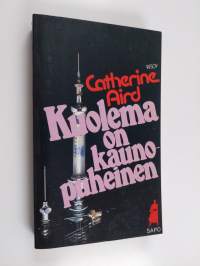 WSOY
Catherine
Aird
Kuolema
on
kauno-
puheinen
SAPO